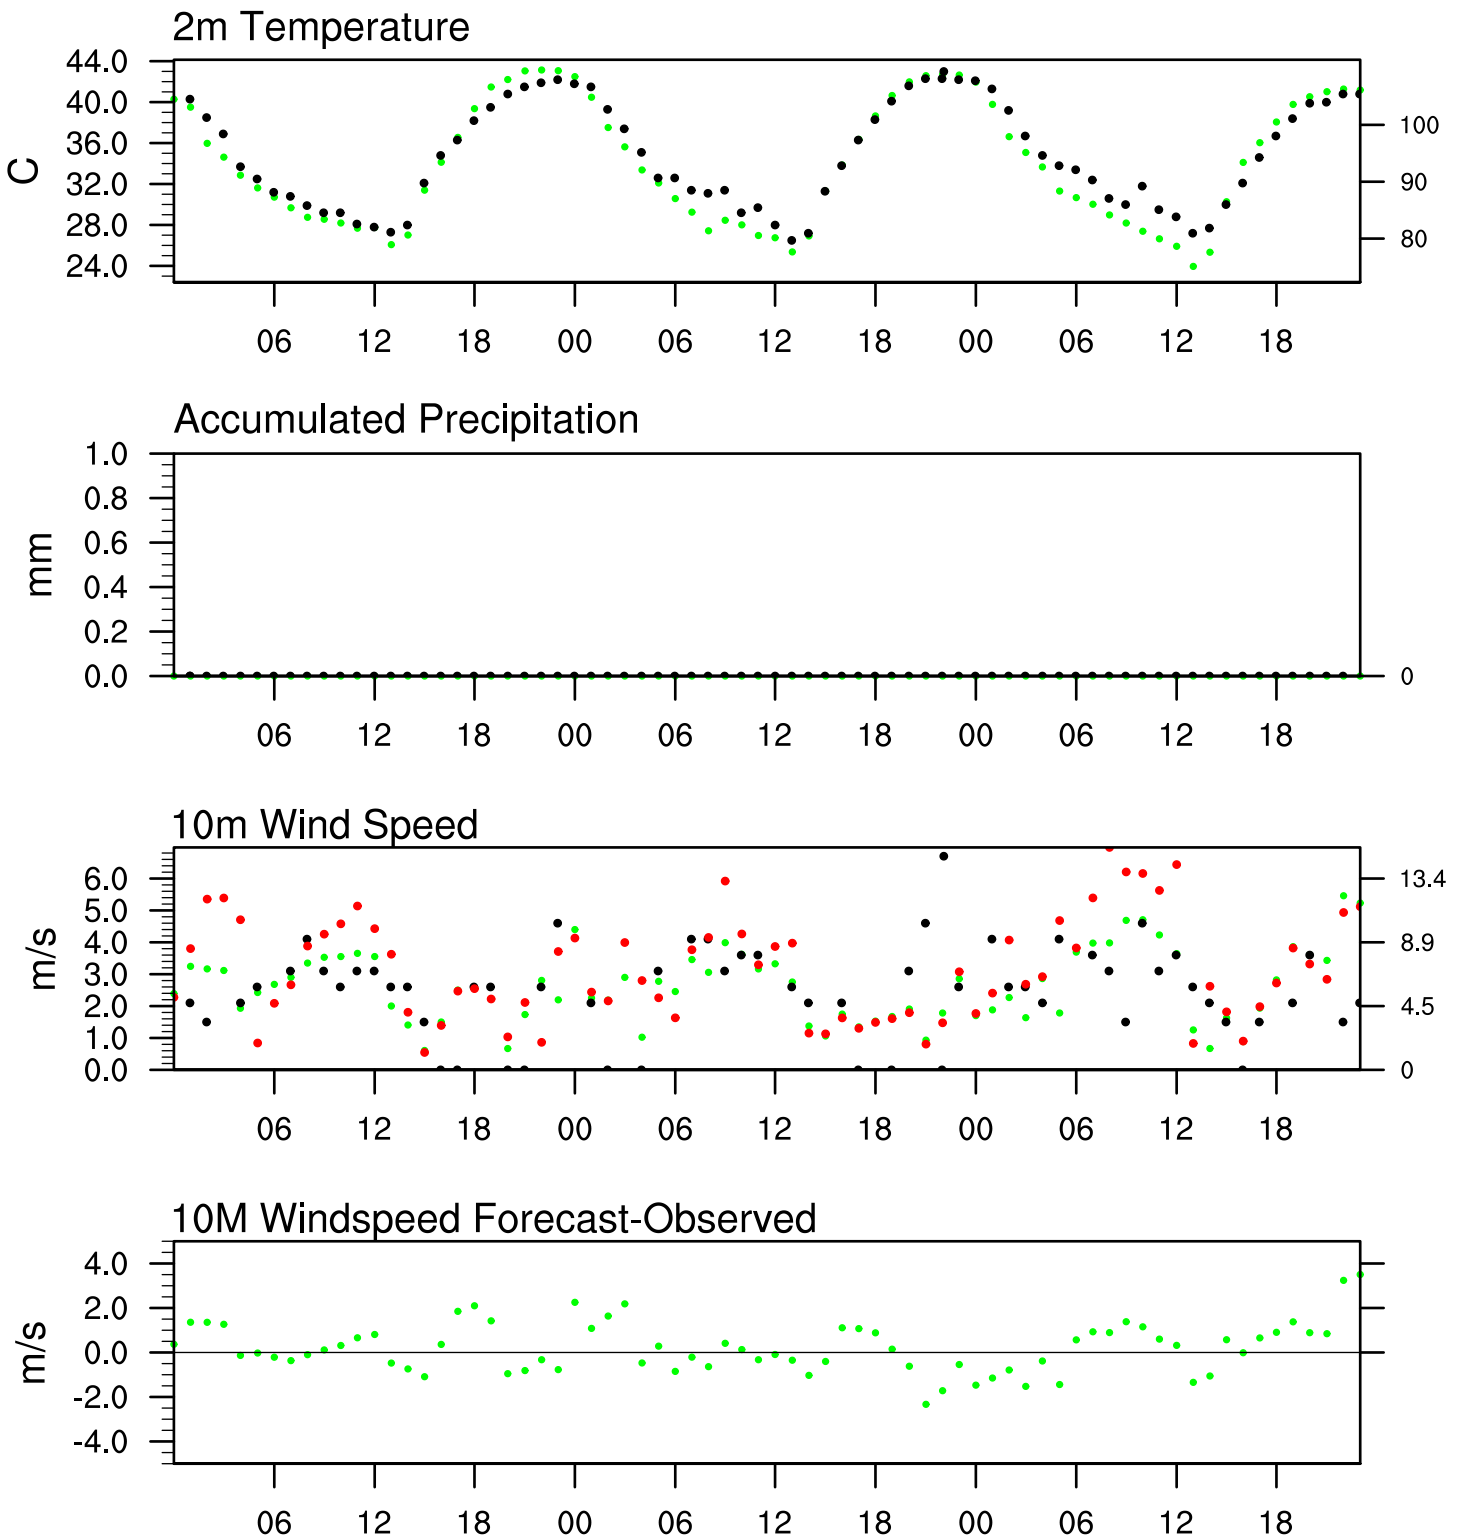 2m Temperature
44.0
40.0
36.0 100
C
32.0 90
28.0 80
24.0
06 12 18 00 06 12 18 00 06 12 18
Accumulated Precipitation
1.0
0.8
0.6
mm
0.4
0.2
0.0 0
06 12 18 00 06 12 18 00 06 12 18
10m Wind Speed
6.0 13.4
5.0
4.0 8.9
m/s
3.0
2.0 4.5
1.0
0.0 0
06 12 18 00 06 12 18 00 06 12 18
10M Windspeed Forecast-Observed
4.0
2.0
m/s
0.0
-2.0
-4.0
06 12 18 00 06 12 18 00 06 12 18